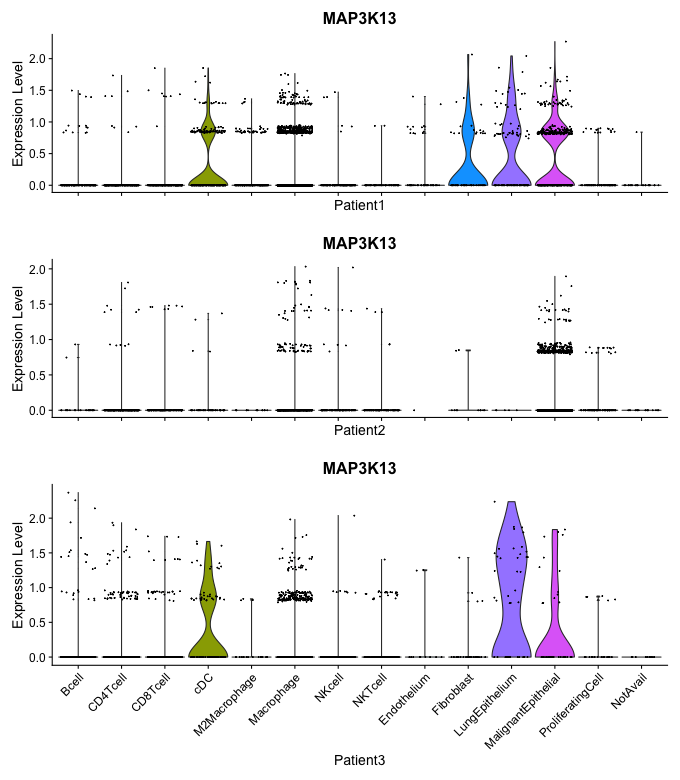 MAP3K13
Expression Level
2.0
1.5
1.0
0.5
0.0
Patient1
MAP3K13
Expression Level
2.0
1.5
1.0
0.5
0.0
Patient2
MAP3K13
Expression Level
2.0
1.5
1.0
0.5
0.0
Bcell
CD4Tcell
CD8Tcell
cDC
M2Macrophage
Macrophage
NKcell
NKTcell
Endothelium
Fibroblast
LungEpithelium
MalignantEpithelial
ProliferatingCell
NotAvail
Patient3